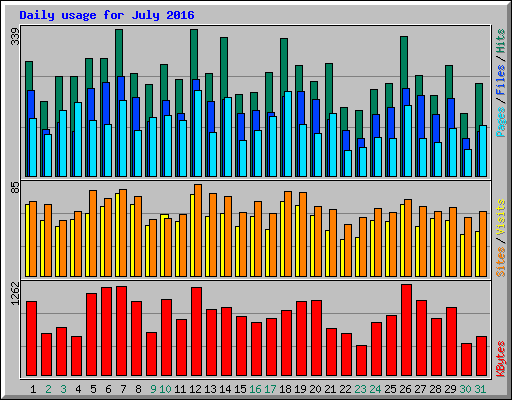 Daily usage for July 2016
339
Pages / Files / Hits
85
Sites / Visits
1262
KBytes
1 2 3 4 5 6 7 8 9 10 11 12 13 14 15 16 17 18 19 20 21 22 23 24 25 26 27 28 29 30 31